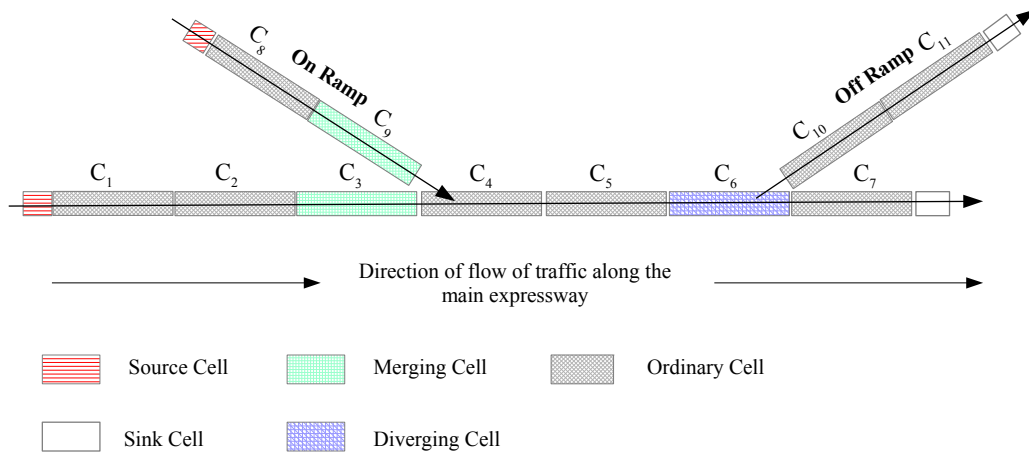 C₈
On Ramp
C₉
Off Ramp
C₁₁
C₁₀
C₁
C₂
C₃
C₄
C₅
C₆
C₇
Direction of flow of traffic along the
main expressway
Source Cell
Merging Cell
Ordinary Cell
Sink Cell
Diverging Cell